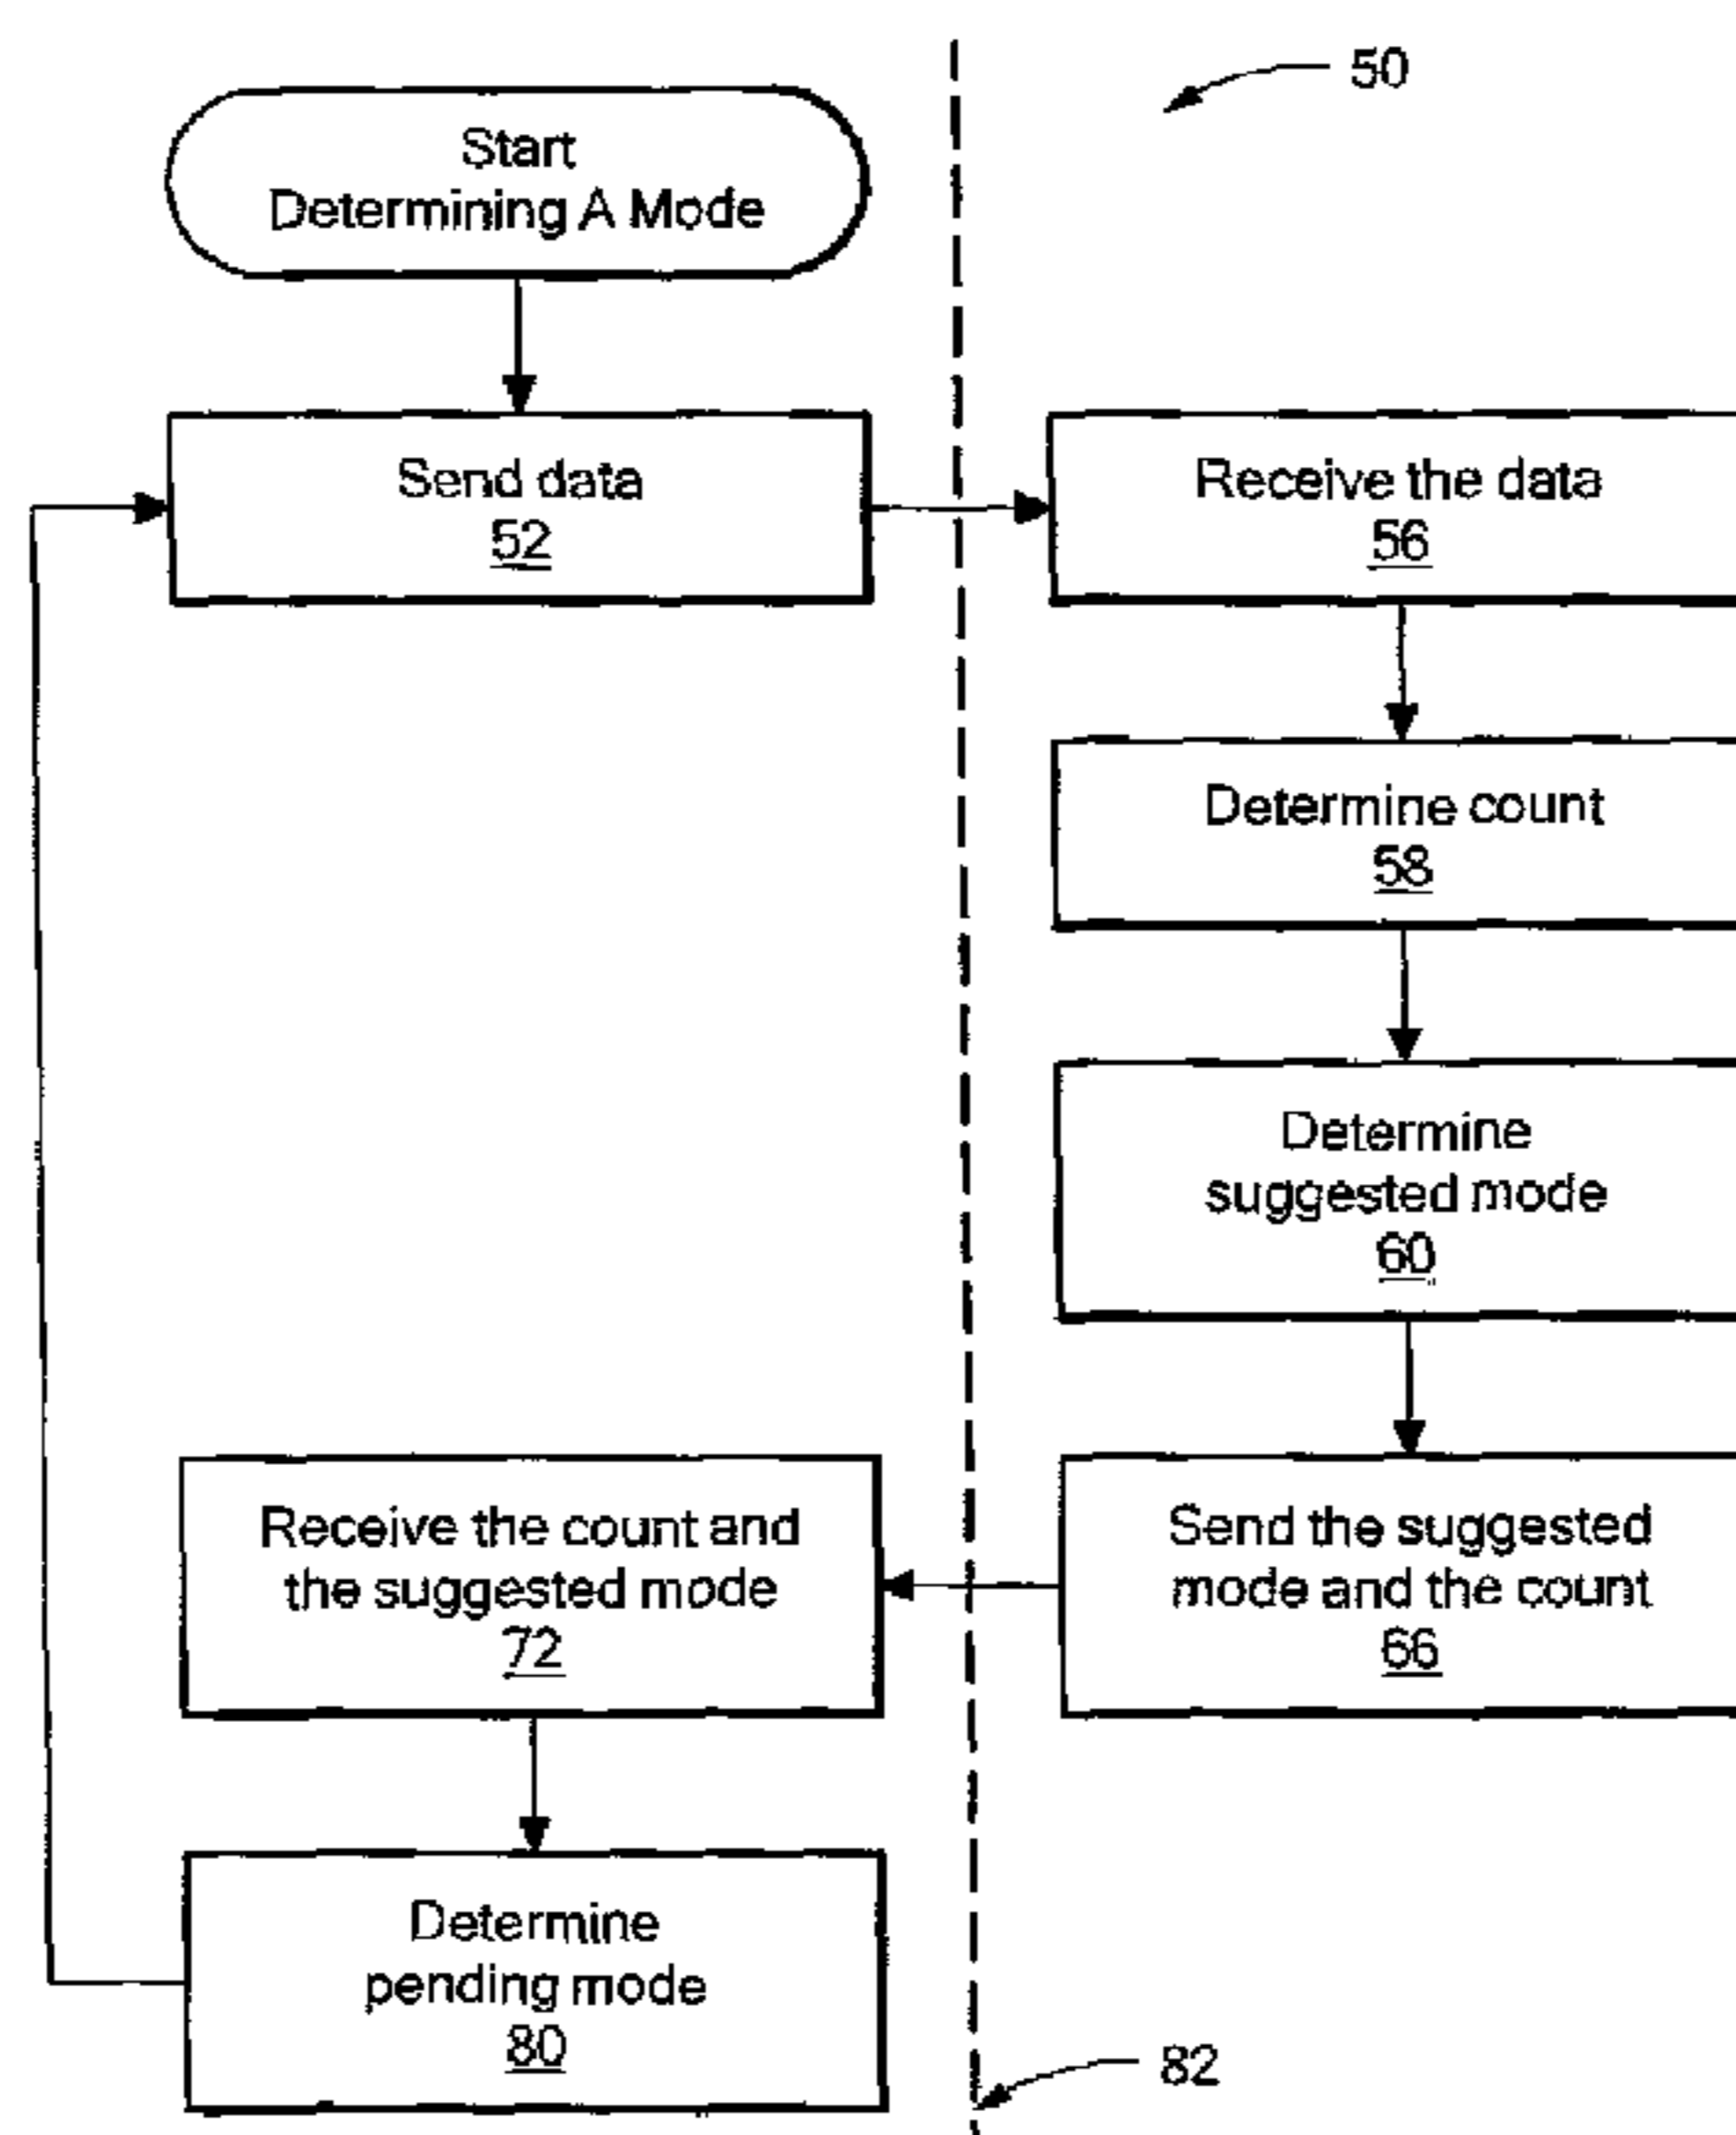 50
Start
Determining A Mode
Send data
52
Receive the data
56
Determine count
58
Determine
suggested mode
60
Send the suggested
mode and the count
66
Receive the count and
the suggested mode
72
Determine
pending mode
80
82